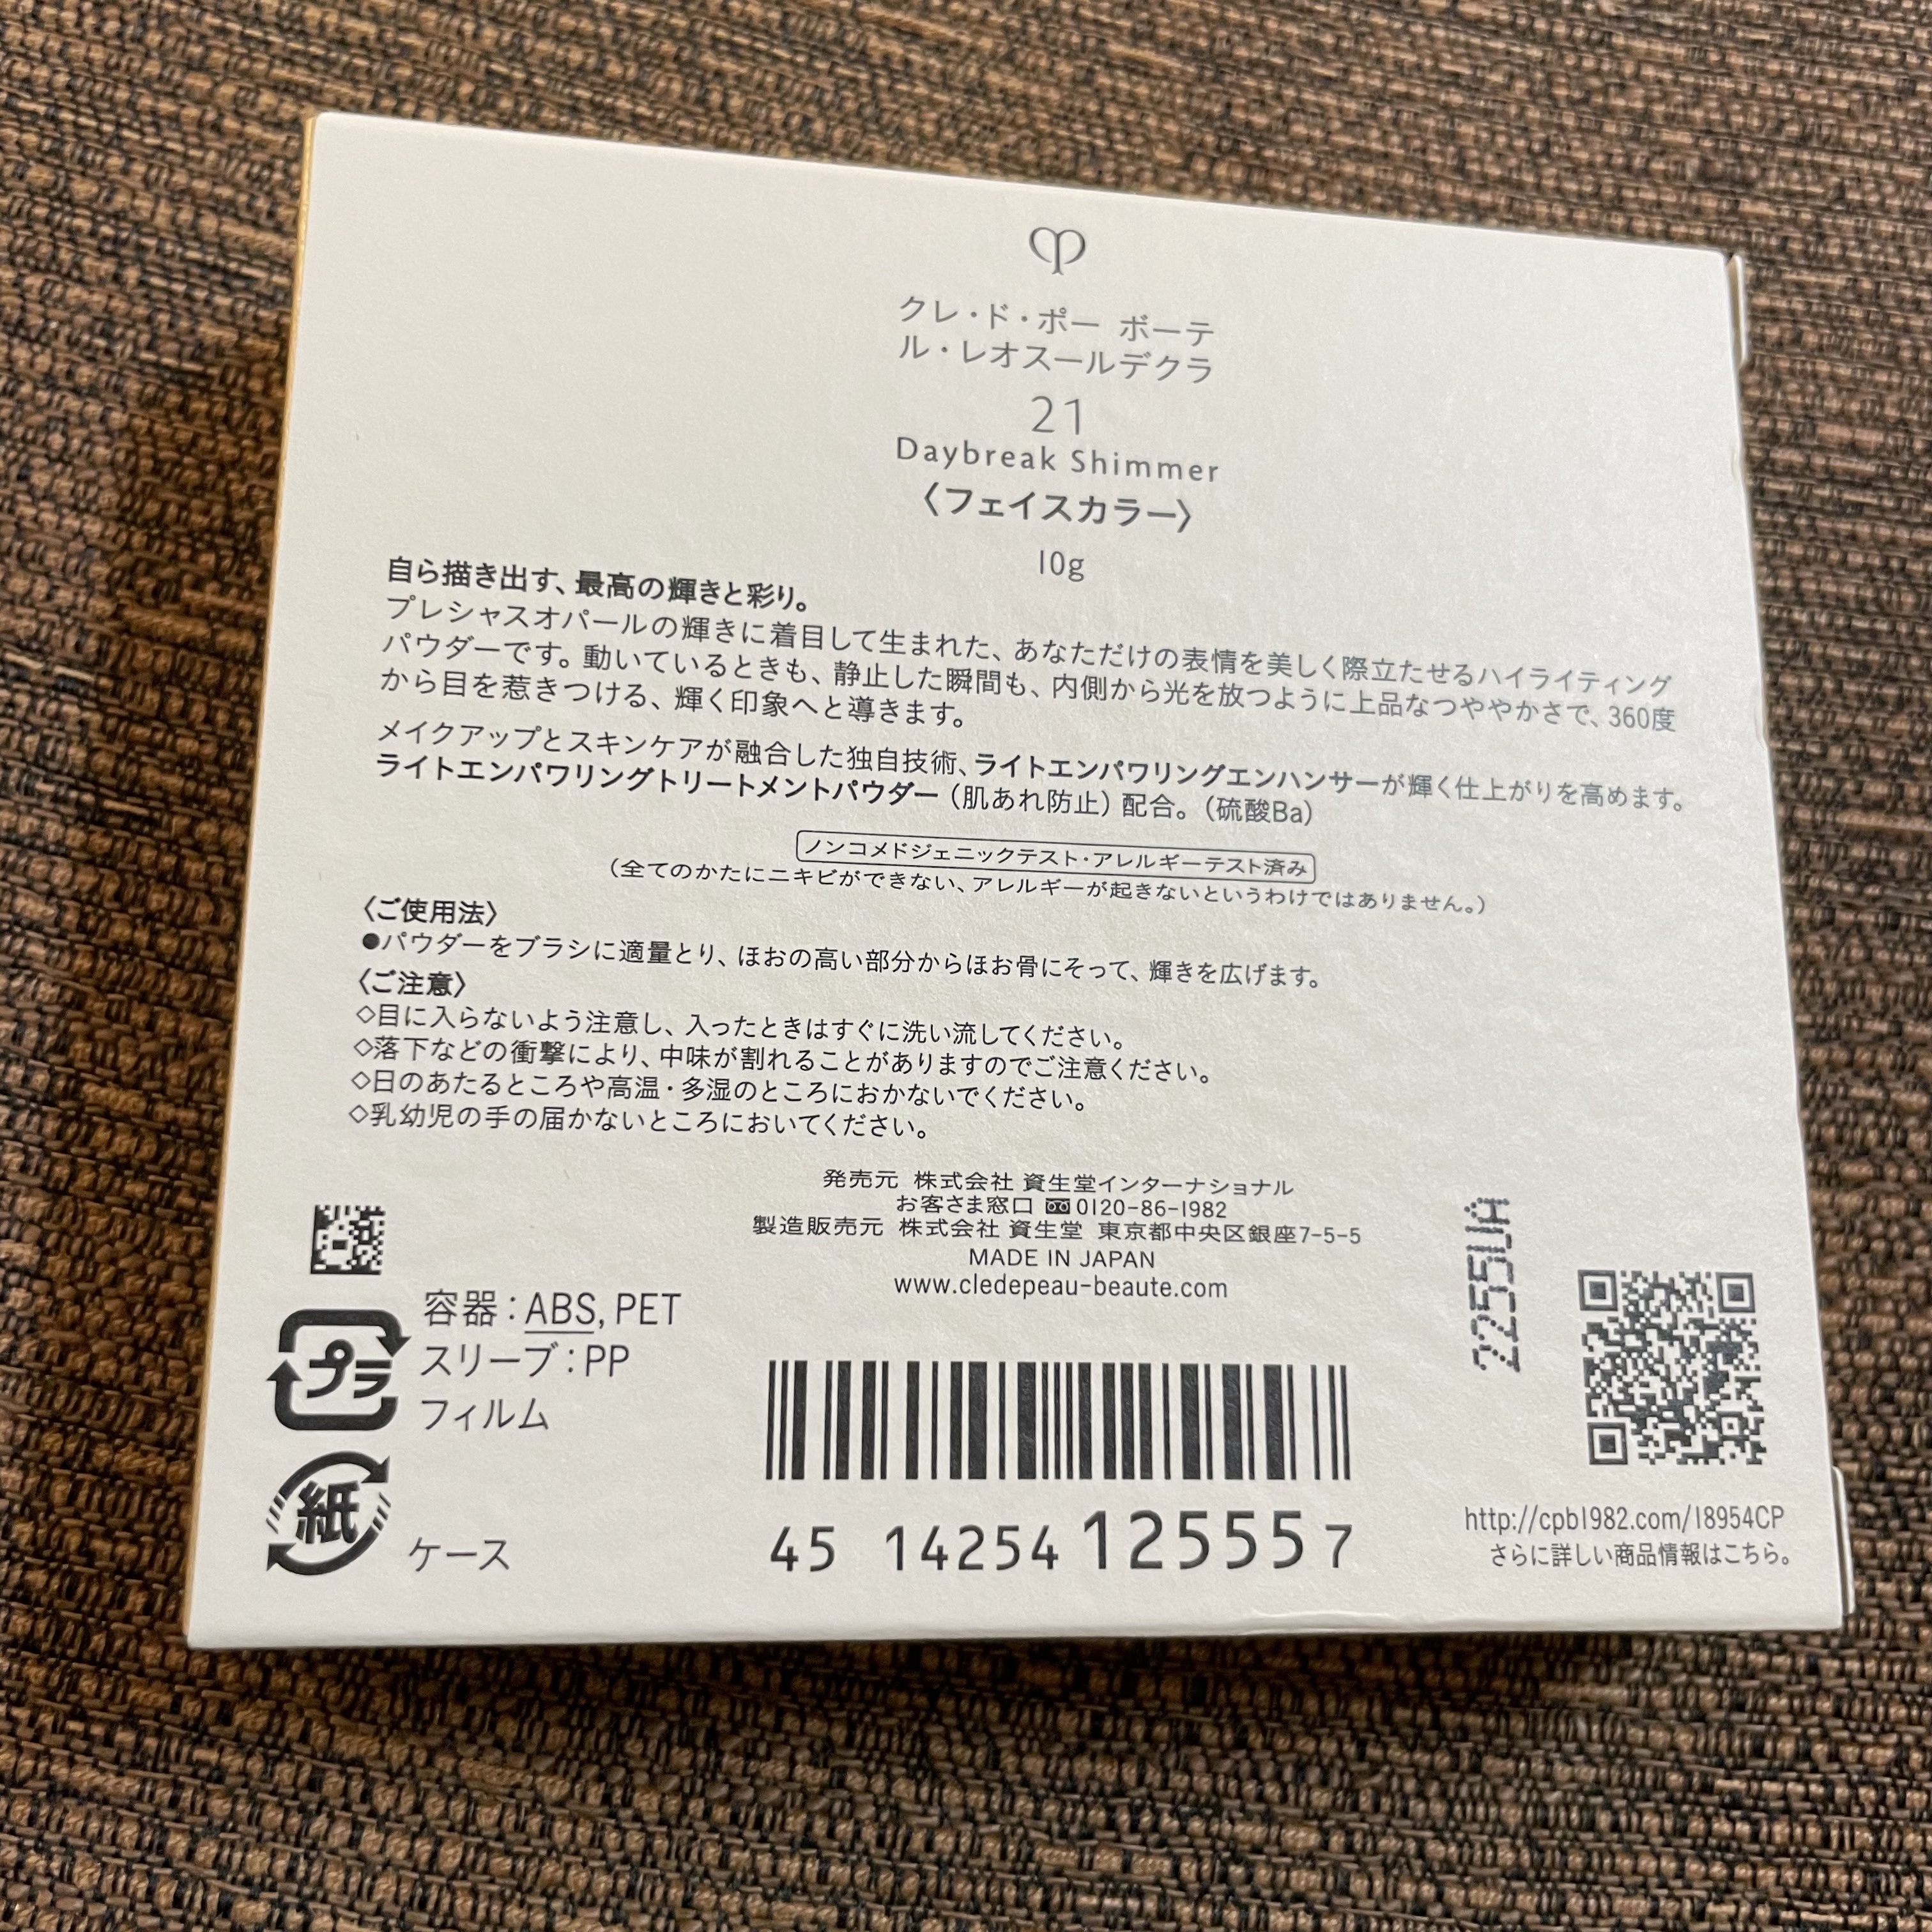 クレ・ド・ポー ボーテ
ル・レオスールデクラ
21
Daybreak Shimmer
〈フェイスカラー〉
10g
自ら描き出す、最高の輝きと彩り。
プレシャスオパールの輝きに着目して生まれた、あなただけの表情を美しく際立たせるハイライティング
パウダーです。動いているときも、静止した瞬間も、内側から光を放つように上品なつややかさで、360度
から目を惹きつける、輝く印象へと導きます。
メイクアップとスキンケアが融合した独自技術、ライトエンパワリングエンハンサーが輝く仕上がりを高めます。
ライトエンパワリングトリートメントパウダー（肌あれ防止）配合。（硫酸Ba）
ノンコメドジェニックテスト・アレルギーテスト済み
（全てのかたにニキビができない、アレルギーが起きないというわけではありません。）
〈ご使用法〉
●パウダーをブラシに適量とり、ほおの高い部分からほお骨にそって、輝きを広げます。
〈ご注意〉
◇目に入らないよう注意し、入ったときはすぐに洗い流してください。
◇落下などの衝撃により、中味が割れることがありますのでご注意ください。
◇日のあたるところや高温・多湿のところにおかないでください。
◇乳幼児の手の届かないところにおいてください。
発売元 株式会社 資生堂インターナショナル
お客さま窓口 0120-86-1982
製造販売元 株式会社 資生堂 東京都中央区銀座7-5-5
MADE IN JAPAN
www.cledepeau-beaute.com
プラ
容器：ABS, PET
スリーブ：PP
フィルム
紙
ケース
45 14254 12555 7
2255UA
http://cpb1982.com/18954CP
さらに詳しい商品情報はこちら。